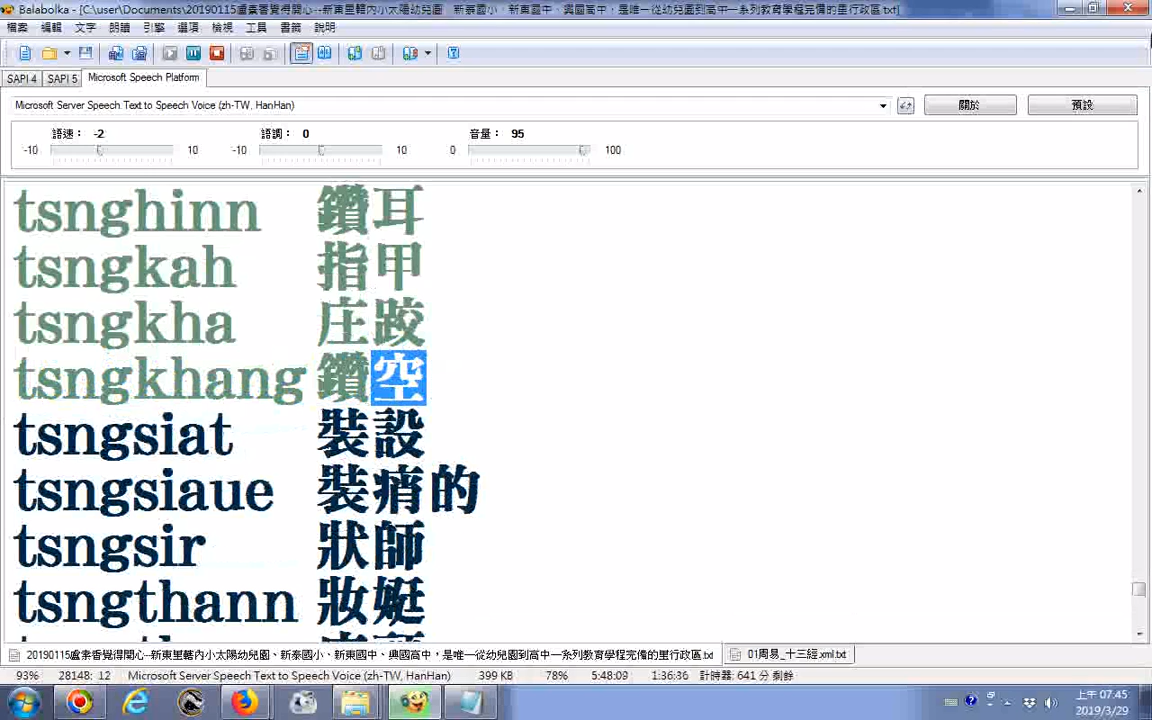 Balabolka - [C:\user\Documents\20190115盧素香覺得開心--新東里轄內小太陽幼兒園、新泰國小、新東國中、興國高中，是唯一從幼兒園到高中一系列教育學程完備的里行政區.txt]
檔案 編輯 文字 朗讀 引擎 選項 檢視 工具 書籤 說明
SAPI 4 SAPI 5 Microsoft Speech Platform
Microsoft Server Speech Text to Speech Voice (zh-TW, HanHan) 關於 預設
語速： -2 語調： 0 音量： 95
-10 10 -10 10 0 100
tsnghinn 鑽耳
tsngkah 指甲
tsngkha 庄跤
tsngkhang 鑽空
tsngsiat 裝設
tsngsiaue 裝痟的
tsngsir 狀師
tsngthann 妝娗
20190115盧素香覺得開心--新東里轄內小太陽幼兒園、新泰國小、新東國中、興國高中，是唯一從幼兒園到高中一系列教育學程完備的里行政區.txt 01周易_十三經.xml.txt
93% 28148: 12 Microsoft Server Speech Text to Speech Voice (zh-TW, HanHan) 399 KB 78% 5:48:09 1:36:36 計時器: 641 分 剩餘
上午 07:45
2019/3/29